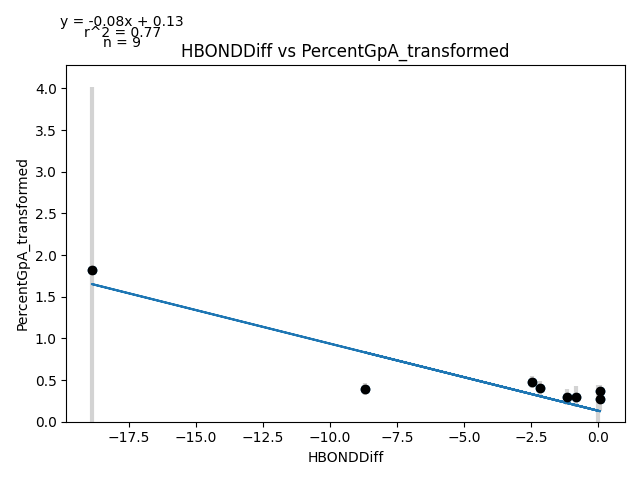 y = -0.08x + 0.13
r^2 = 0.77
n = 9
HBONDDiff vs PercentGpA_transformed
PercentGpA_transformed
4.0
3.5
3.0
2.5
2.0
1.5
1.0
0.5
0.0
−17.5 −15.0 −12.5 −10.0 −7.5 −5.0 −2.5 0.0
HBONDDiff